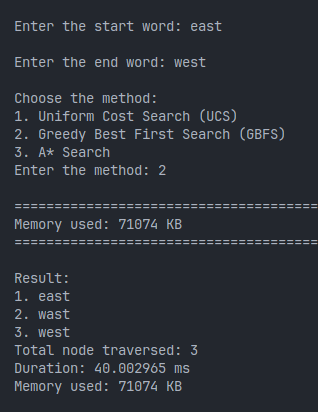 Enter the start word: east
Enter the end word: west
Choose the method:
1. Uniform Cost Search (UCS)
2. Greedy Best First Search (GBFS)
3. A* Search
Enter the method: 2
======================================
Memory used: 71074 KB
======================================
Result:
1. east
2. wast
3. west
Total node traversed: 3
Duration: 40.002965 ms
Memory used: 71074 KB